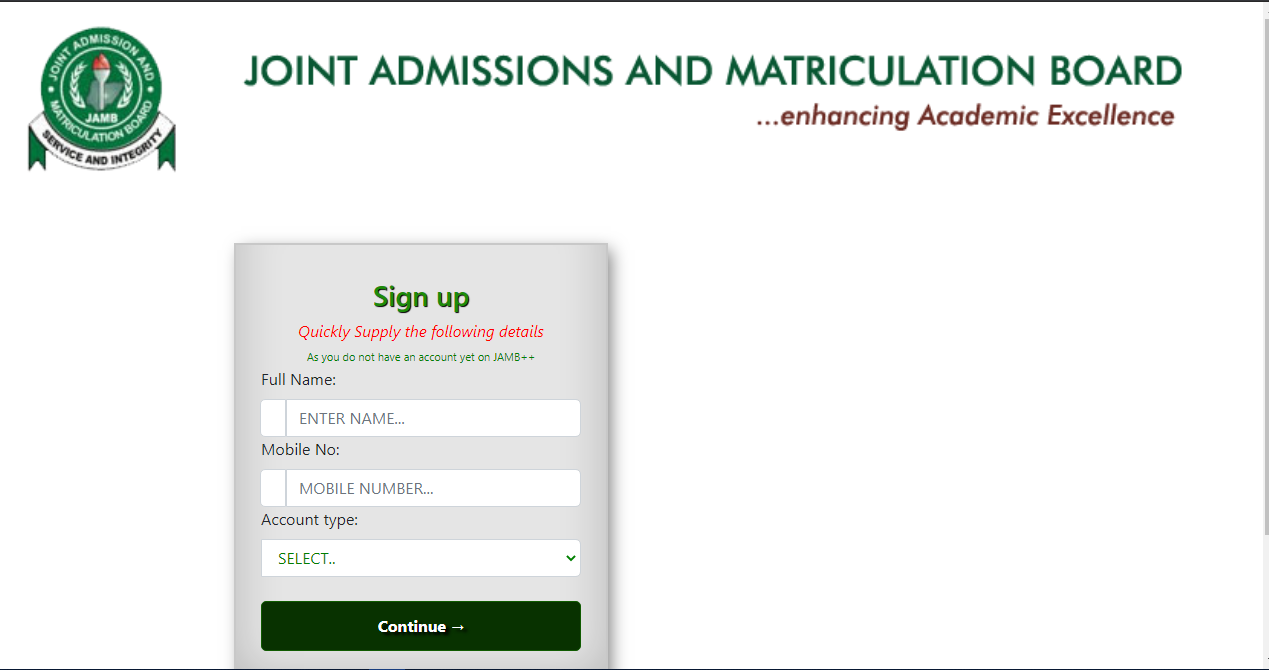 JOINT ADMISSION AND
MATRICULATION BOARD
JAMB
SERVICE AND INTEGRITY
JOINT ADMISSIONS AND MATRICULATION BOARD
...enhancing Academic Excellence
Sign up
Quickly Supply the following details
As you do not have an account yet on JAMB++
Full Name:
ENTER NAME...
Mobile No:
MOBILE NUMBER...
Account type:
SELECT..
Continue →